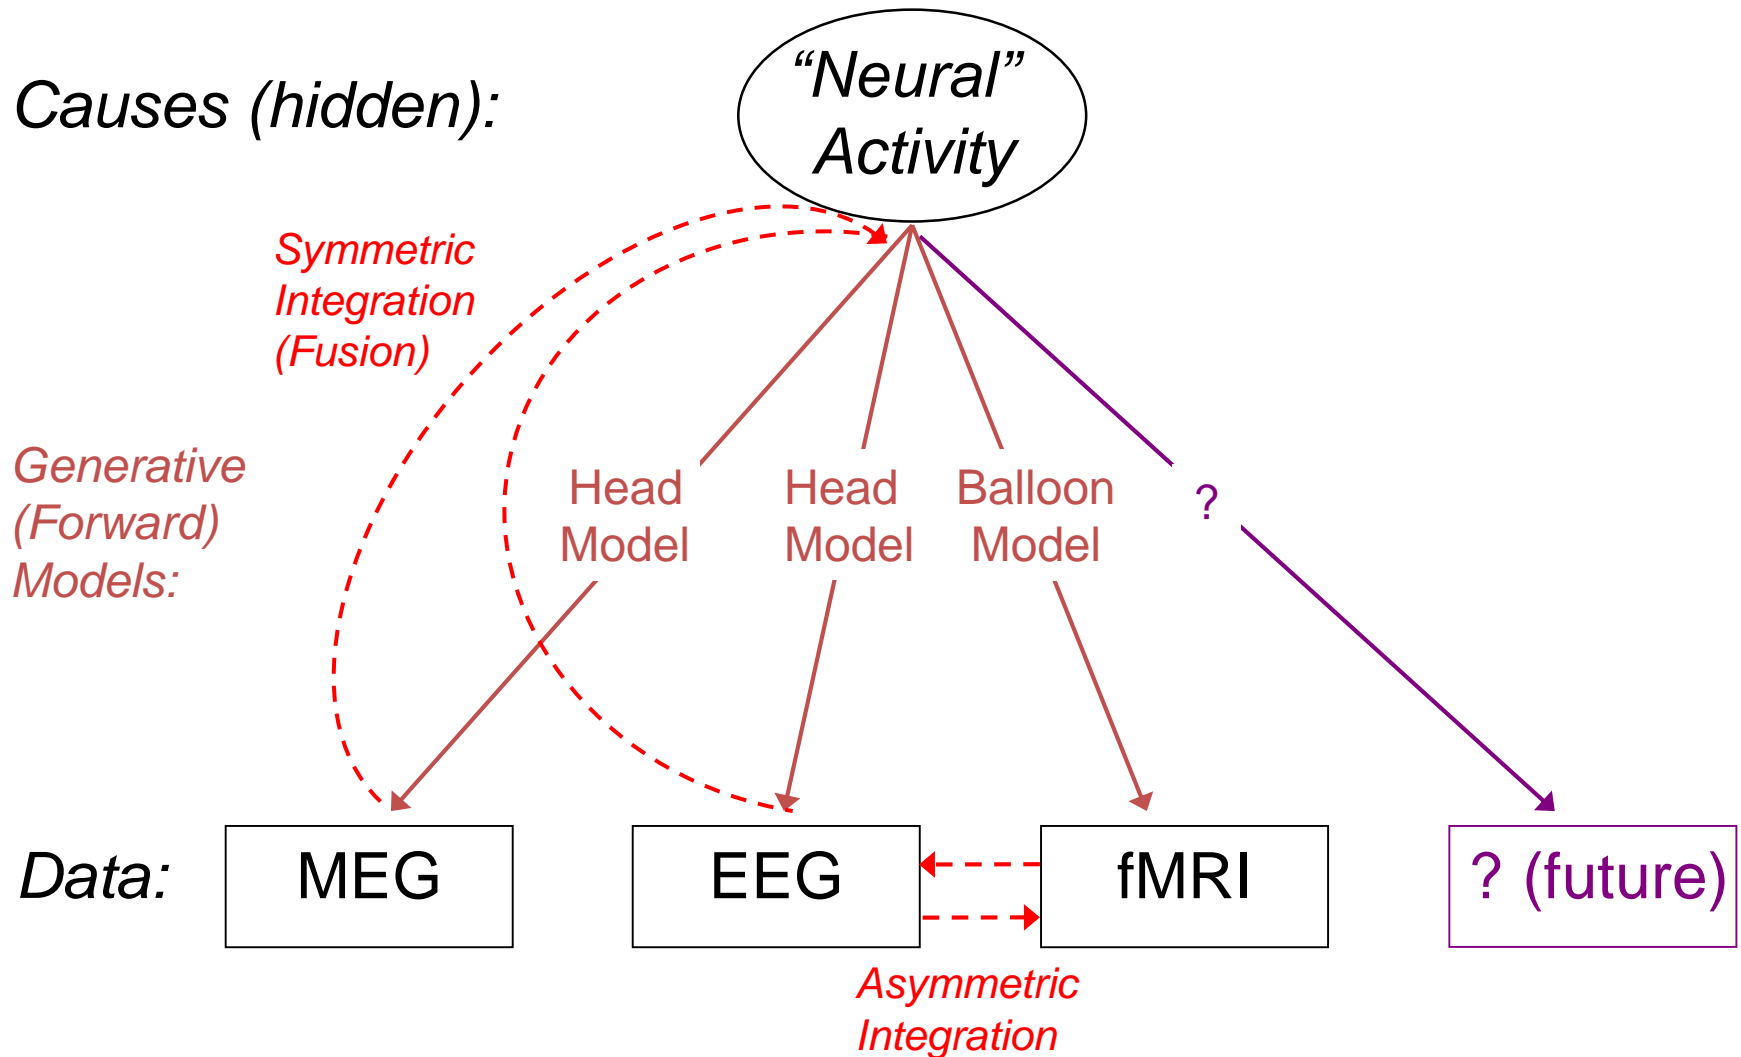 “Neural”
Activity
Causes (hidden):
Symmetric
Integration
(Fusion)
Generative
(Forward)
Models:
Head
Model
Head
Model
Balloon
Model
?
Data:
MEG
EEG
fMRI
? (future)
Asymmetric
Integration